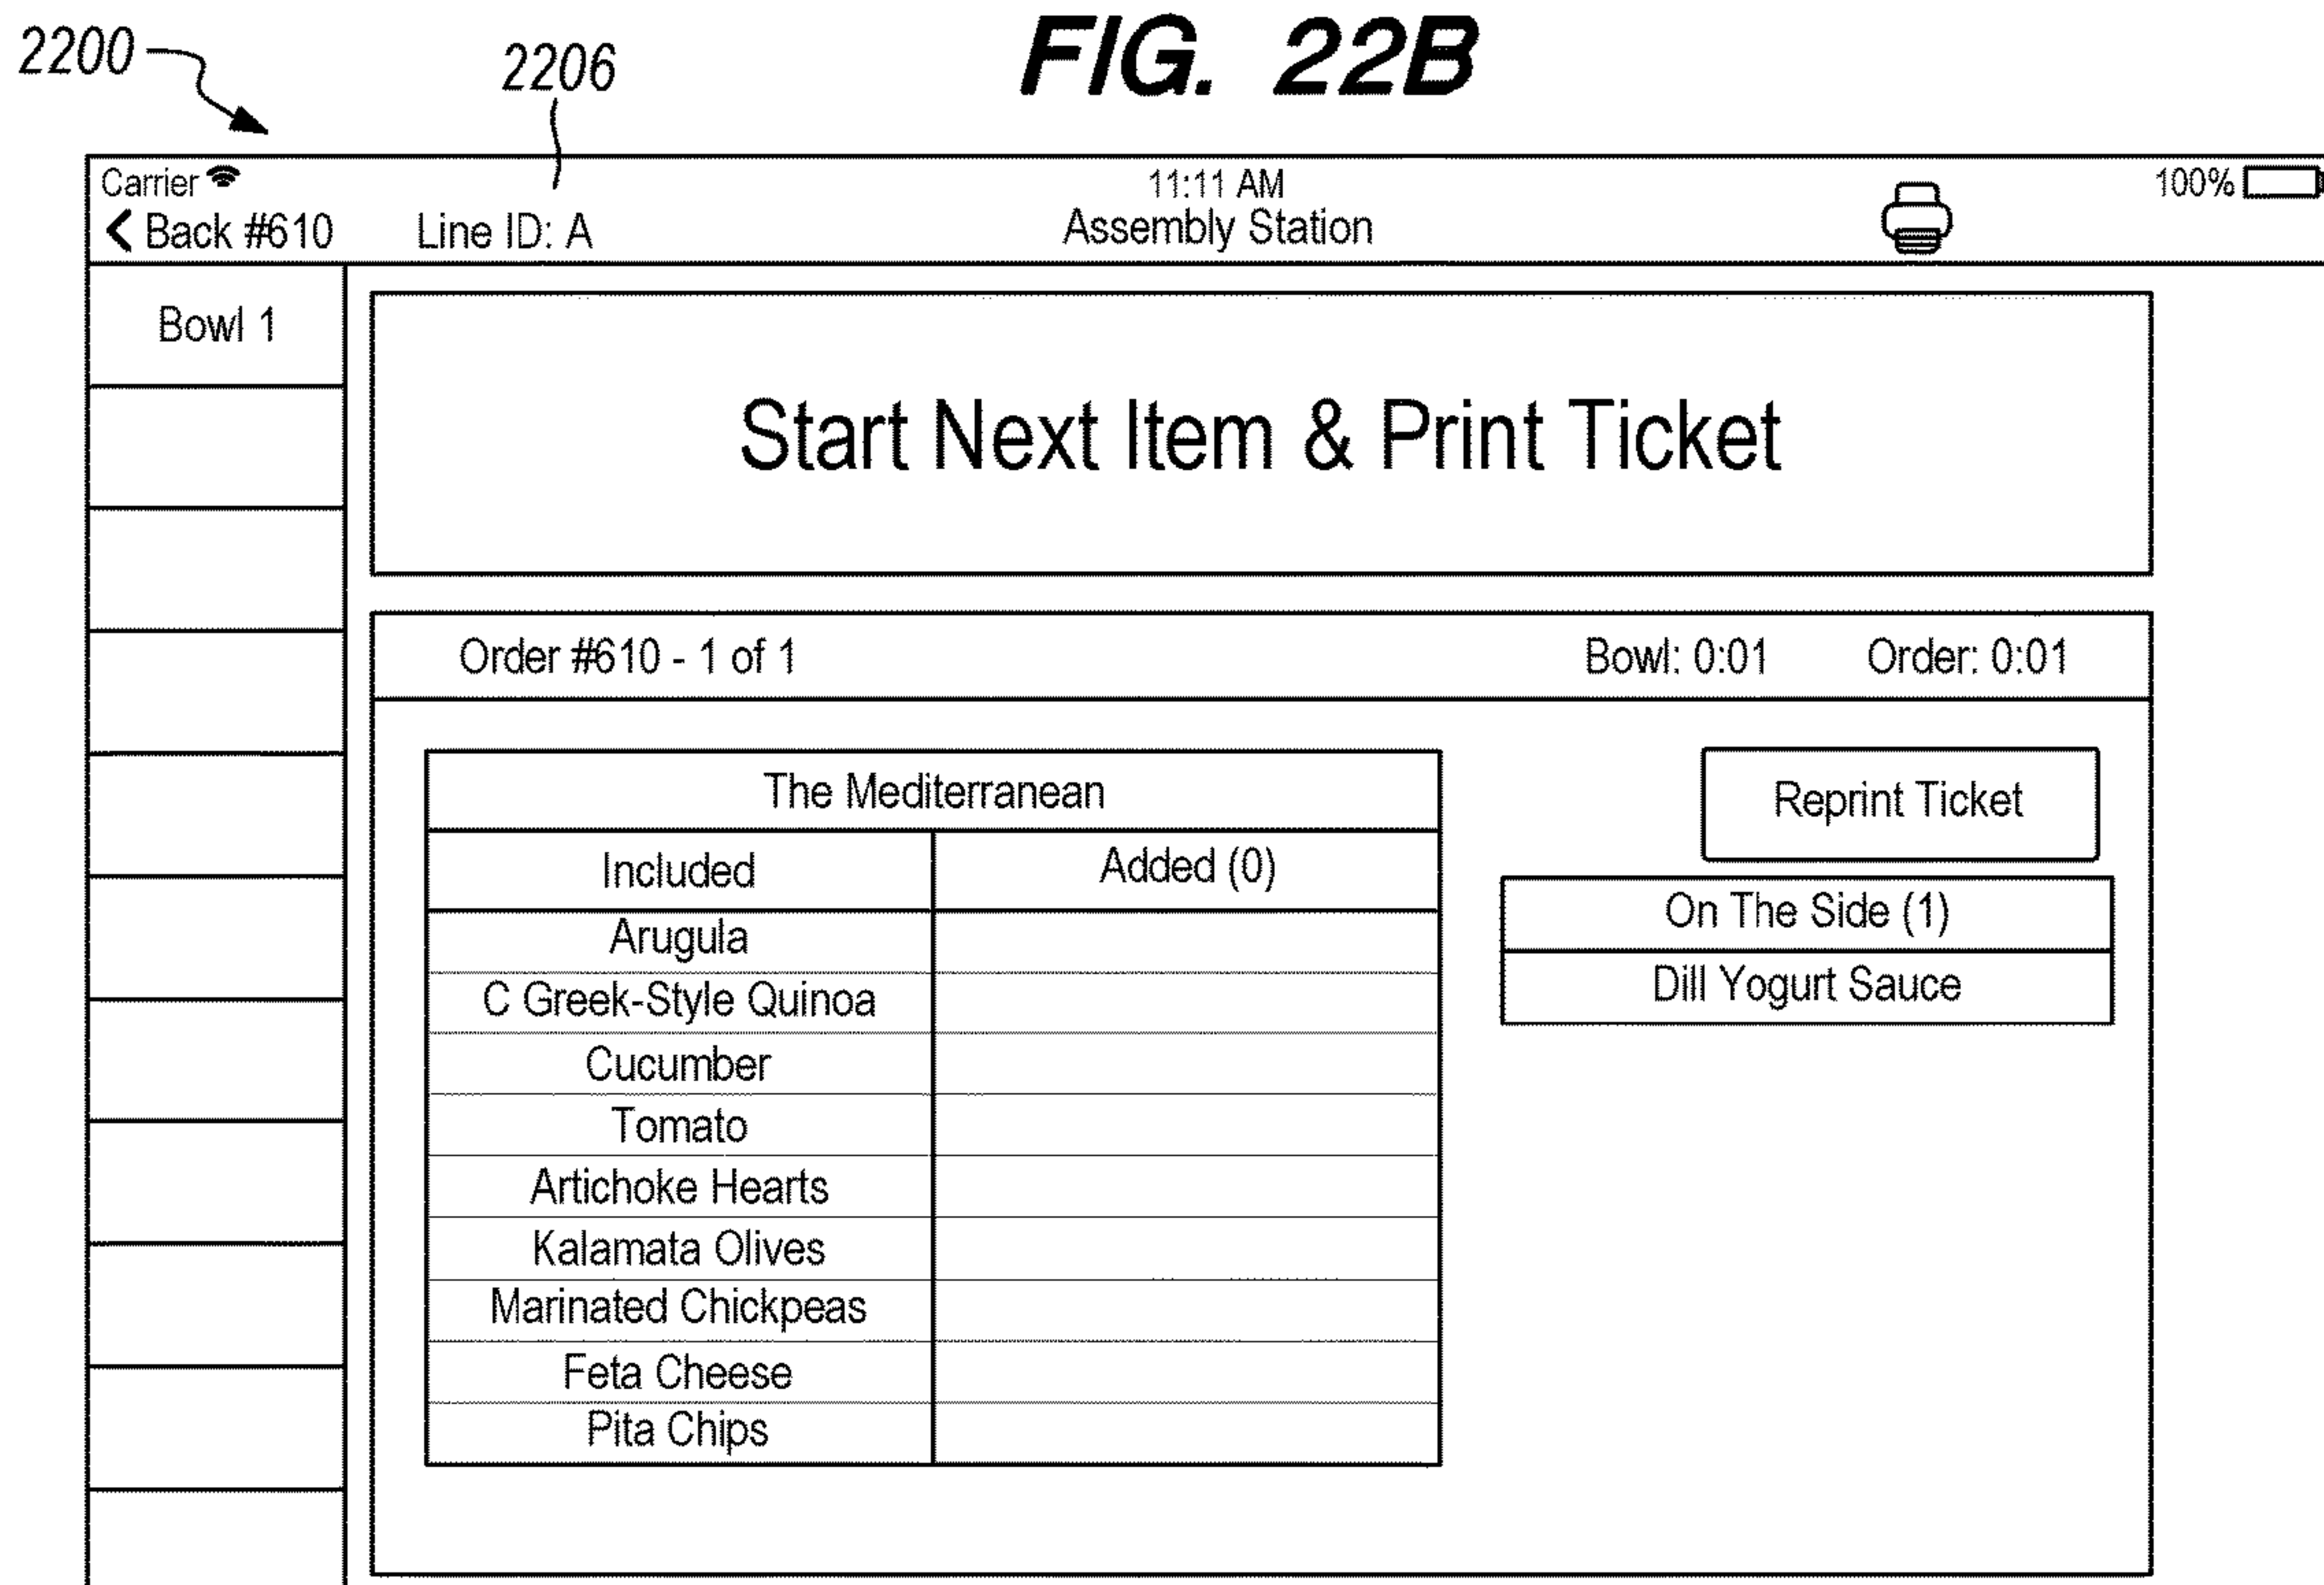 FIG. 22B
2200
2206
Carrier 11:11 AM 100%
Back #610 Line ID: A Assembly Station
Bowl 1
Start Next Item & Print Ticket
Order #610 - 1 of 1 Bowl: 0:01 Order: 0:01
The Mediterranean
Included Added (0)
Arugula
C Greek-Style Quinoa
Cucumber
Tomato
Artichoke Hearts
Kalamata Olives
Marinated Chickpeas
Feta Cheese
Pita Chips
Reprint Ticket
On The Side (1)
Dill Yogurt Sauce